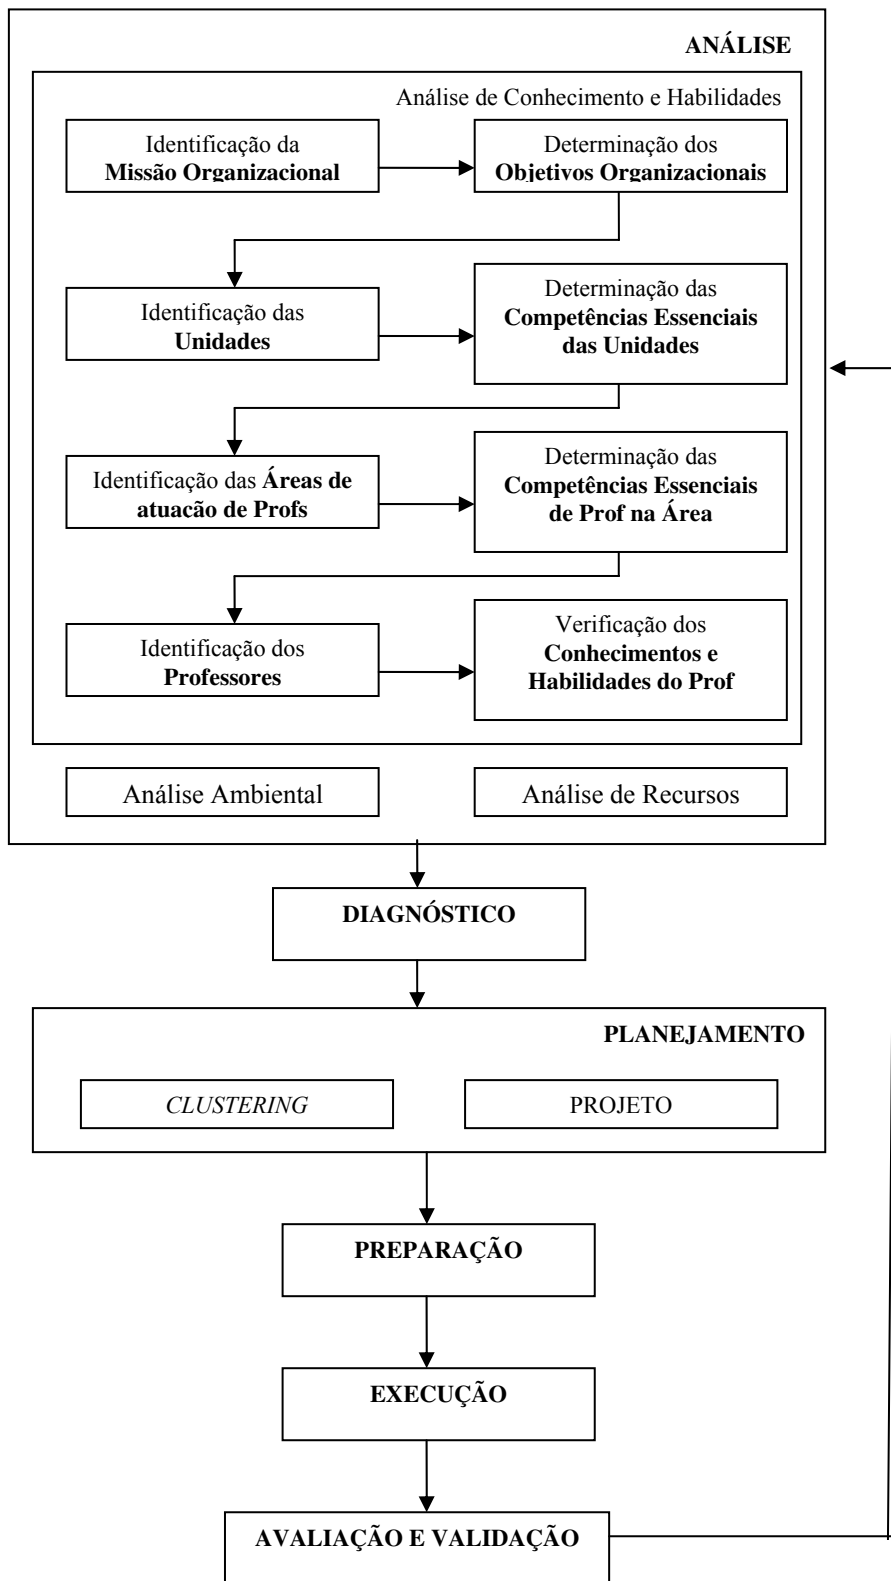 ANÁLISE
Análise de Conhecimento e Habilidades
Identificação da
Missão Organizacional
Determinação dos
Objetivos Organizacionais
Identificação das
Unidades
Determinação das
Competências Essenciais
das Unidades
Identificação das Áreas de
atuação de Profs
Determinação das
Competências Essenciais
de Prof na Área
Identificação dos
Professores
Verificação dos
Conhecimentos e
Habilidades do Prof
Análise Ambiental
Análise de Recursos
DIAGNÓSTICO
PLANEJAMENTO
CLUSTERING
PROJETO
PREPARAÇÃO
EXECUÇÃO
AVALIAÇÃO E VALIDAÇÃO